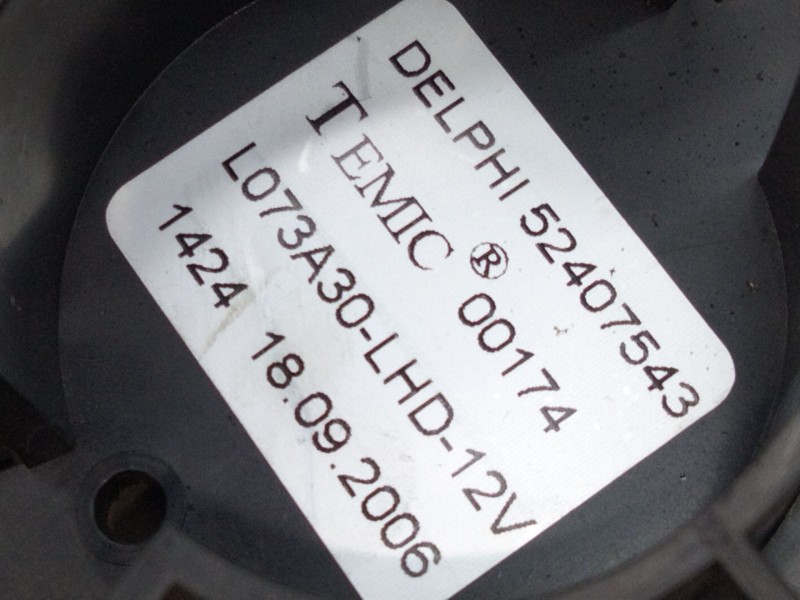 DELPHI 52407543
TEMIC ® 00174
L073A30-LHD-12V
1424 18.09.2006